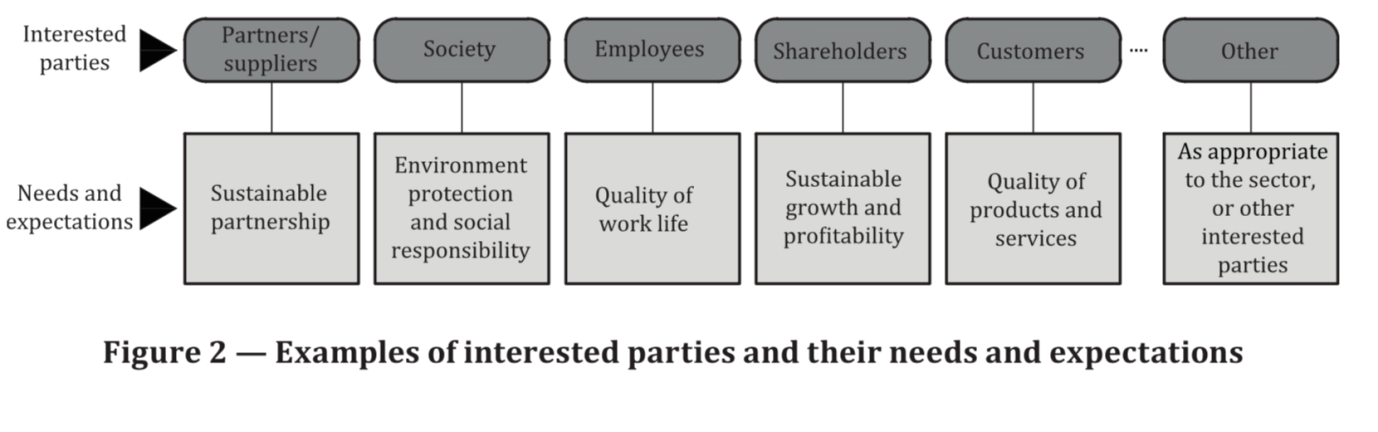 Interested
parties
Partners/
suppliers
Society
Employees
Shareholders
Customers
....
Other
Needs and
expectations
Sustainable
partnership
Environment
protection
and social
responsibility
Quality of
work life
Sustainable
growth and
profitability
Quality of
products and
services
As appropriate
to the sector,
or other
interested
parties
Figure 2 — Examples of interested parties and their needs and expectations